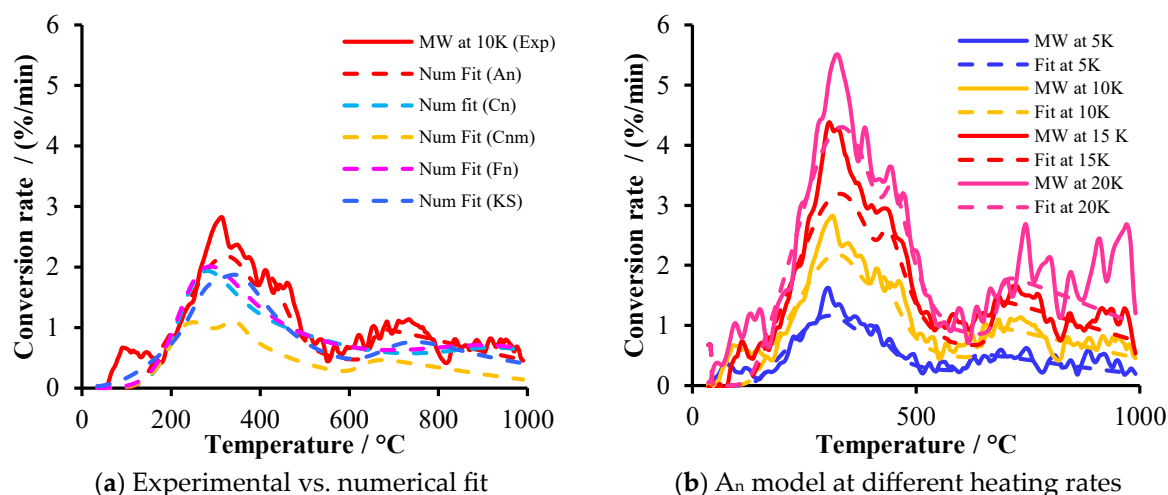 6
5
4
3
2
1
0
0
200
400
600
800
1000
Conversion rate / (%/min)
Temperature / °C
MW at 10K (Exp)
Num Fit (An)
Num fit (Cn)
Num Fit (Cnm)
Num Fit (Fn)
Num Fit (KS)
(a) Experimental vs. numerical fit
6
5
4
3
2
1
0
0
500
1000
Conversion rate / (%/min)
Temperature / °C
MW at 5K
Fit at 5K
MW at 10K
Fit at 10K
MW at 15 K
Fit at 15K
MW at 20K
Fit at 20K
(b) An model at different heating rates